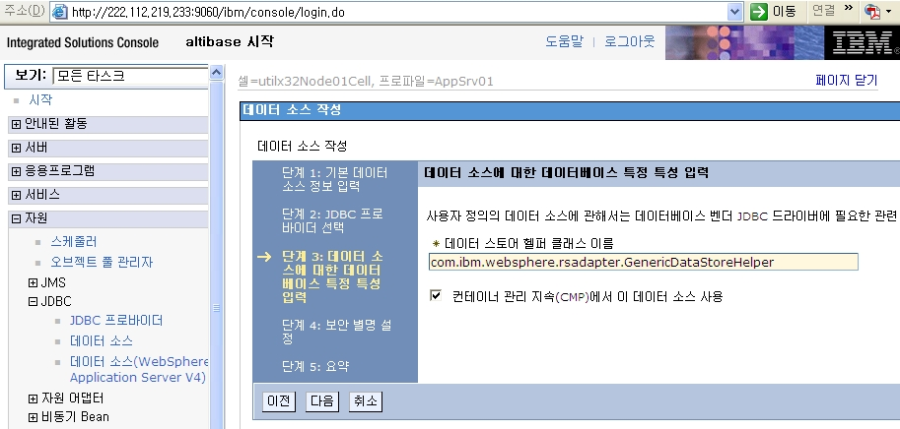 주소(D) http://222,112,219,233:9060/ibm/console/login,do 이동 연결 »
Integrated Solutions Console altibase 시작 도움말 | 로그아웃 IBM
보기: 모든 타스크
시작
안내된 활동
서버
응용프로그램
서비스
자원
스케줄러
오브젝트 풀 관리자
JMS
JDBC
JDBC 프로바이더
데이터 소스
데이터 소스(WebSphere
Application Server V4)
자원 어댑터
비동기 Bean
셀=utilx32Node01Cell, 프로파일=AppSrv01 페이지 닫기
데이터 소스 작성
데이터 소스 작성
단계 1: 기본 데이터
소스 정보 입력
단계 2: JDBC 프로
바이더 선택
단계 3: 데이터 소
스에 대한 데이터
베이스 특정 특성
입력
단계 4: 보안 별명 설
정
단계 5: 요약
데이터 소스에 대한 데이터베이스 특정 특성 입력
사용자 정의의 데이터 소스에 관해서는 데이터베이스 벤더 JDBC 드라이버에 필요한 관련
* 데이터 스토어 헬퍼 클래스 이름
com.ibm.websphere.rsadapter.GenericDataStoreHelper
컨테이너 관리 지속(CMP)에서 이 데이터 소스 사용
이전 다음 취소